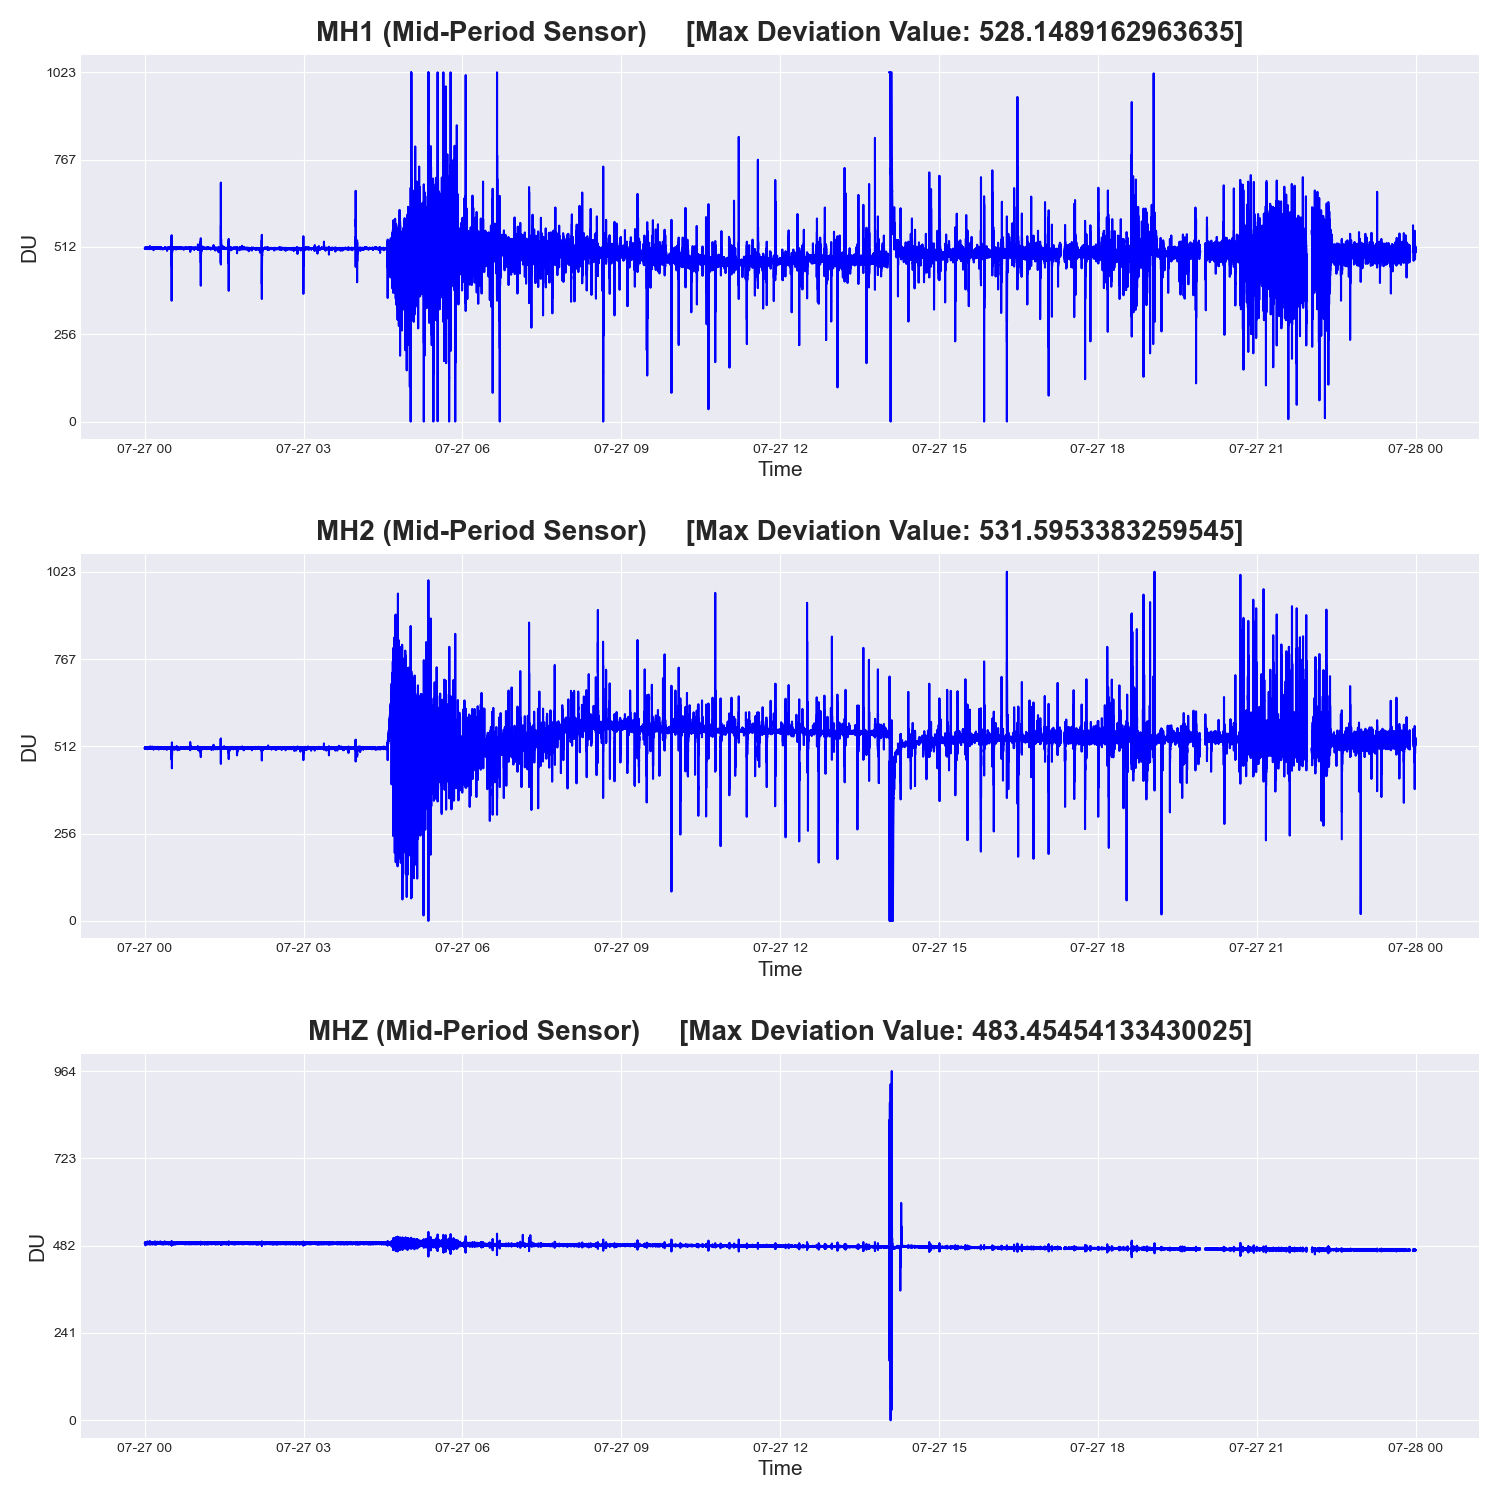 MH1 (Mid-Period Sensor) [Max Deviation Value: 528.1489162963635]
1023
767
512
256
0
DU
07-27 00 07-27 03 07-27 06 07-27 09 07-27 12 07-27 15 07-27 18 07-27 21 07-28 00
Time
MH2 (Mid-Period Sensor) [Max Deviation Value: 531.5953383259545]
1023
767
512
256
0
DU
07-27 00 07-27 03 07-27 06 07-27 09 07-27 12 07-27 15 07-27 18 07-27 21 07-28 00
Time
MHZ (Mid-Period Sensor) [Max Deviation Value: 483.45454133430025]
964
723
482
241
0
DU
07-27 00 07-27 03 07-27 06 07-27 09 07-27 12 07-27 15 07-27 18 07-27 21 07-28 00
Time